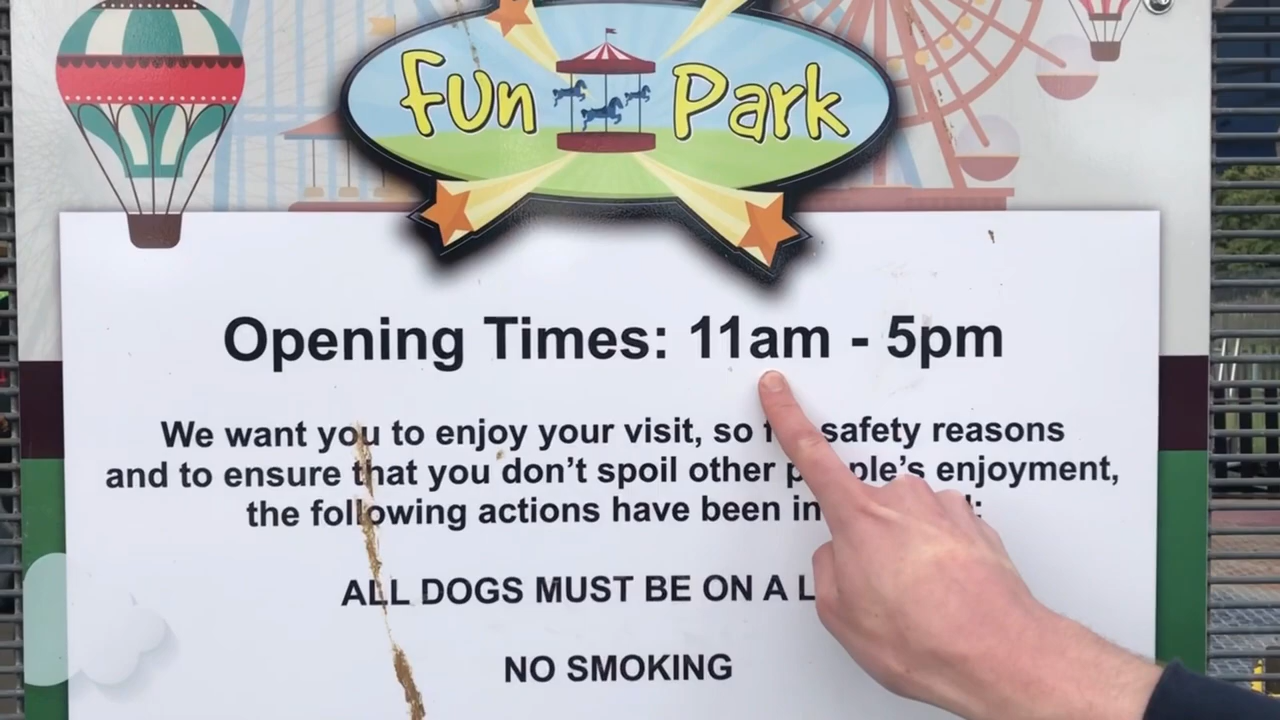 Fun Park
Opening Times: 11am - 5pm
We want you to enjoy your visit, so safety reasons
and to ensure that you don't spoil other people's enjoyment,
the following actions have been
ALL DOGS MUST BE ON A
NO SMOKING